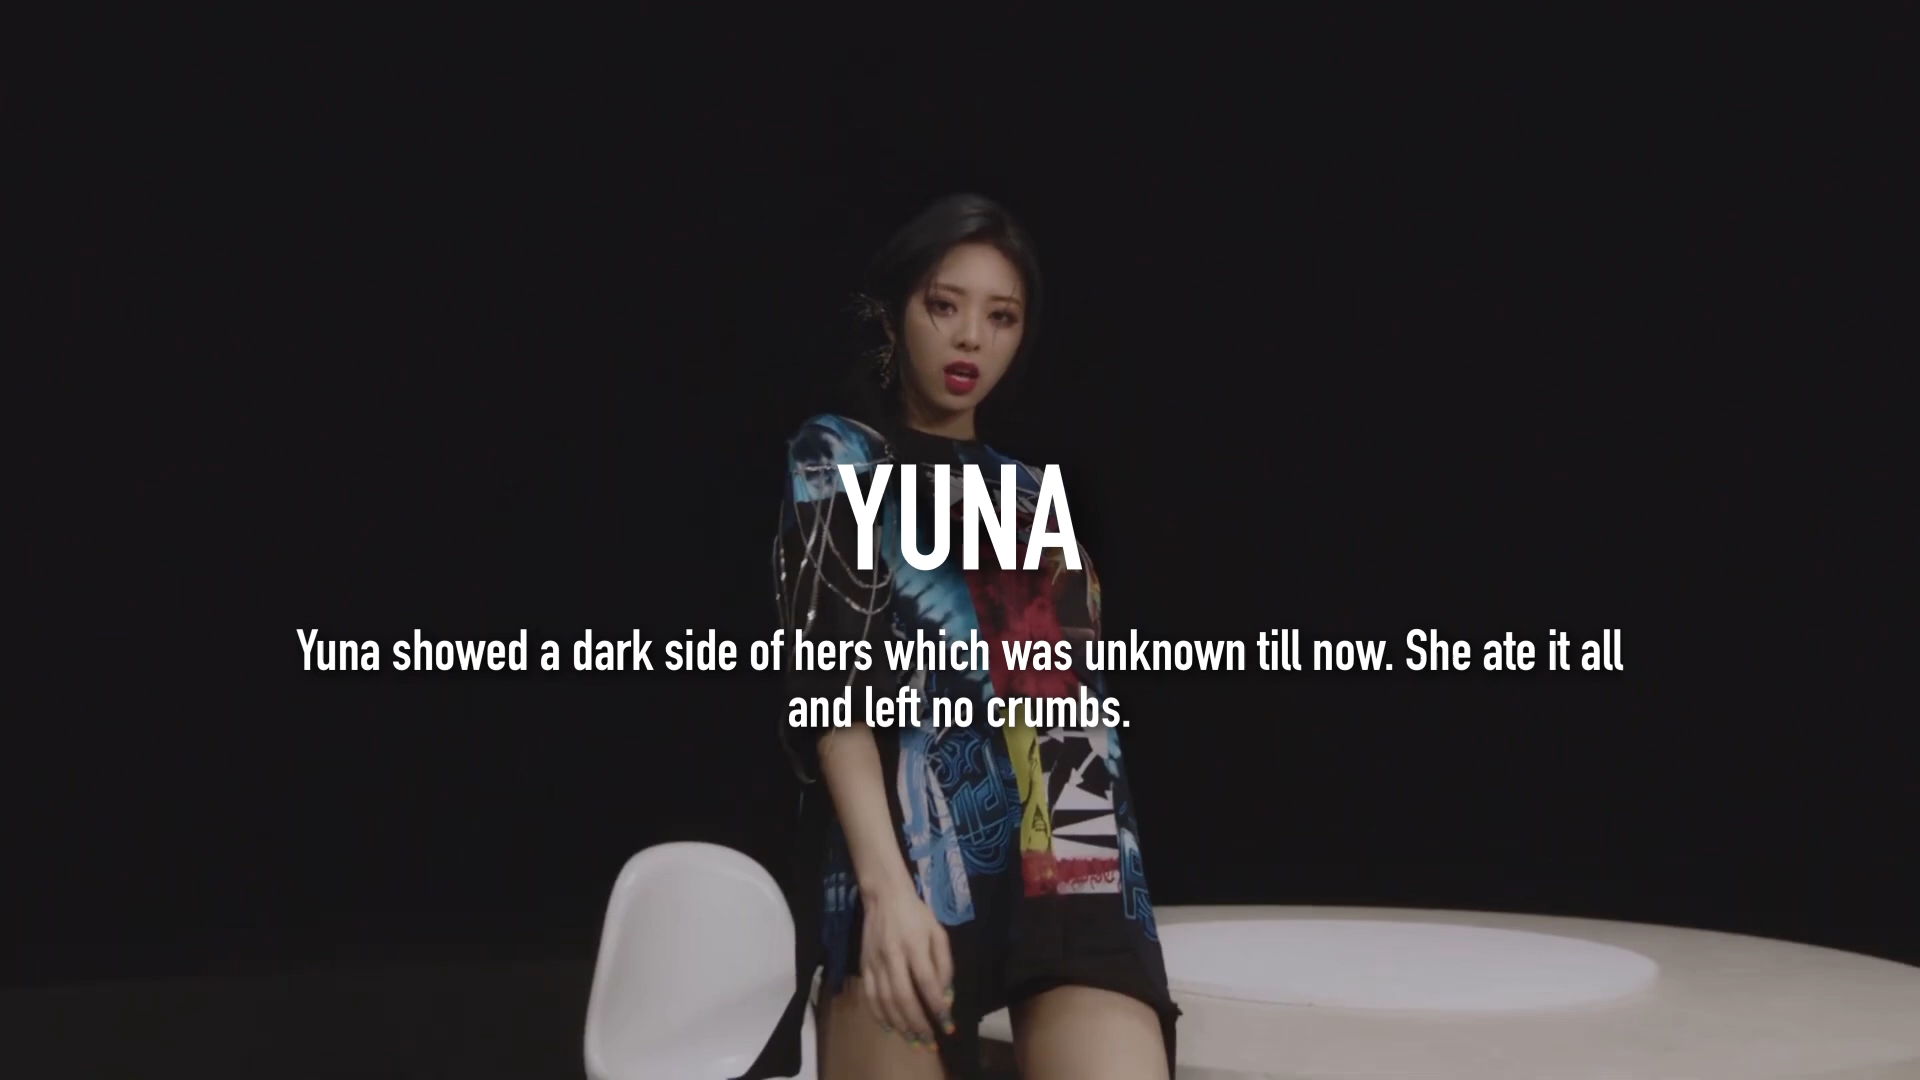 YUNA
Yuna showed a dark side of hers which was unknown till now. She ate it all
and left no crumbs.